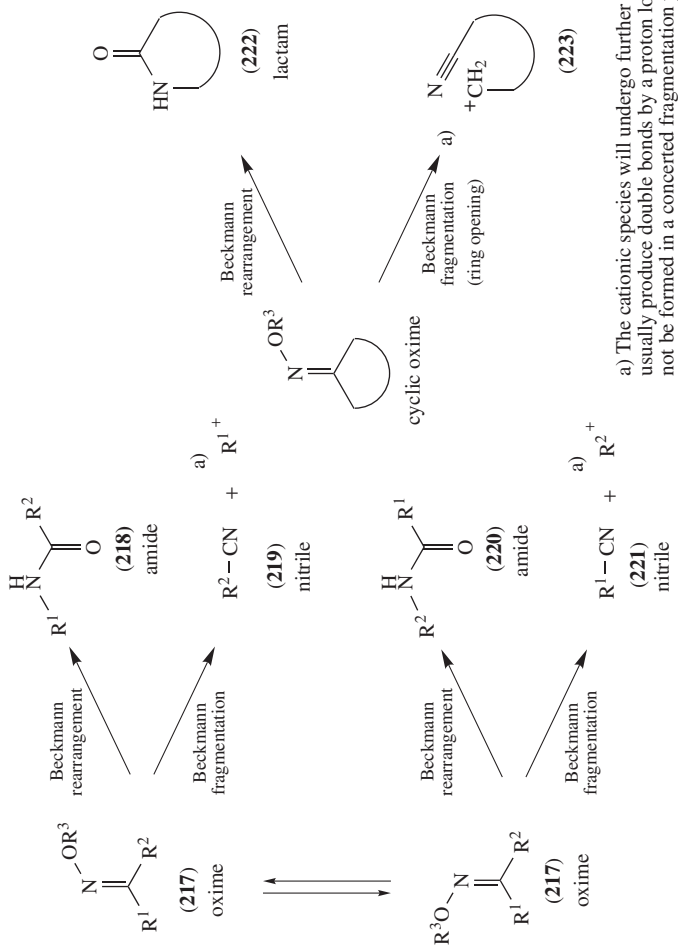 OR³
N
R¹ R²
(217)
oxime
Beckmann
rearrangement
Beckmann
fragmentation
H
N
R¹ R²
O
(218)
amide
R²–CN + a) R¹⁺
(219)
nitrile
R³O
N
R¹ R²
(217)
oxime
Beckmann
rearrangement
Beckmann
fragmentation
H
N
R² R¹
O
(220)
amide
R¹–CN + a) R²⁺
(221)
nitrile
OR³
N
cyclic oxime
Beckmann
rearrangement
Beckmann
fragmentation
(ring opening)
O
HN
(222)
lactam
a)
N
⁺CH₂
(223)
a) The cationic species will undergo further
usually produce double bonds by a proton lo
not be formed in a concerted fragmentation